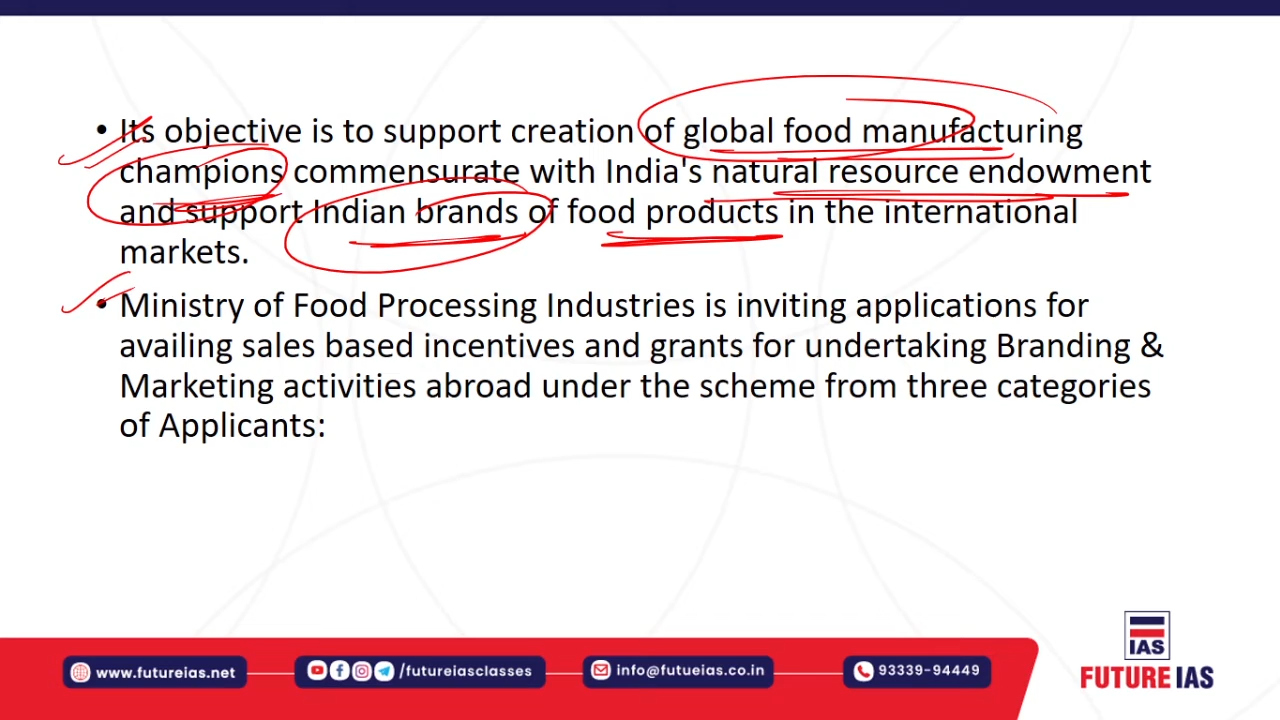 • Its objective is to support creation of global food manufacturing
champions commensurate with India's natural resource endowment
and support Indian brands of food products in the international
markets.
• Ministry of Food Processing Industries is inviting applications for
availing sales based incentives and grants for undertaking Branding &
Marketing activities abroad under the scheme from three categories
of Applicants:
www.futureias.net
/futureiasclasses
info@futueias.co.in
93339-94449
IAS
FUTURE IAS